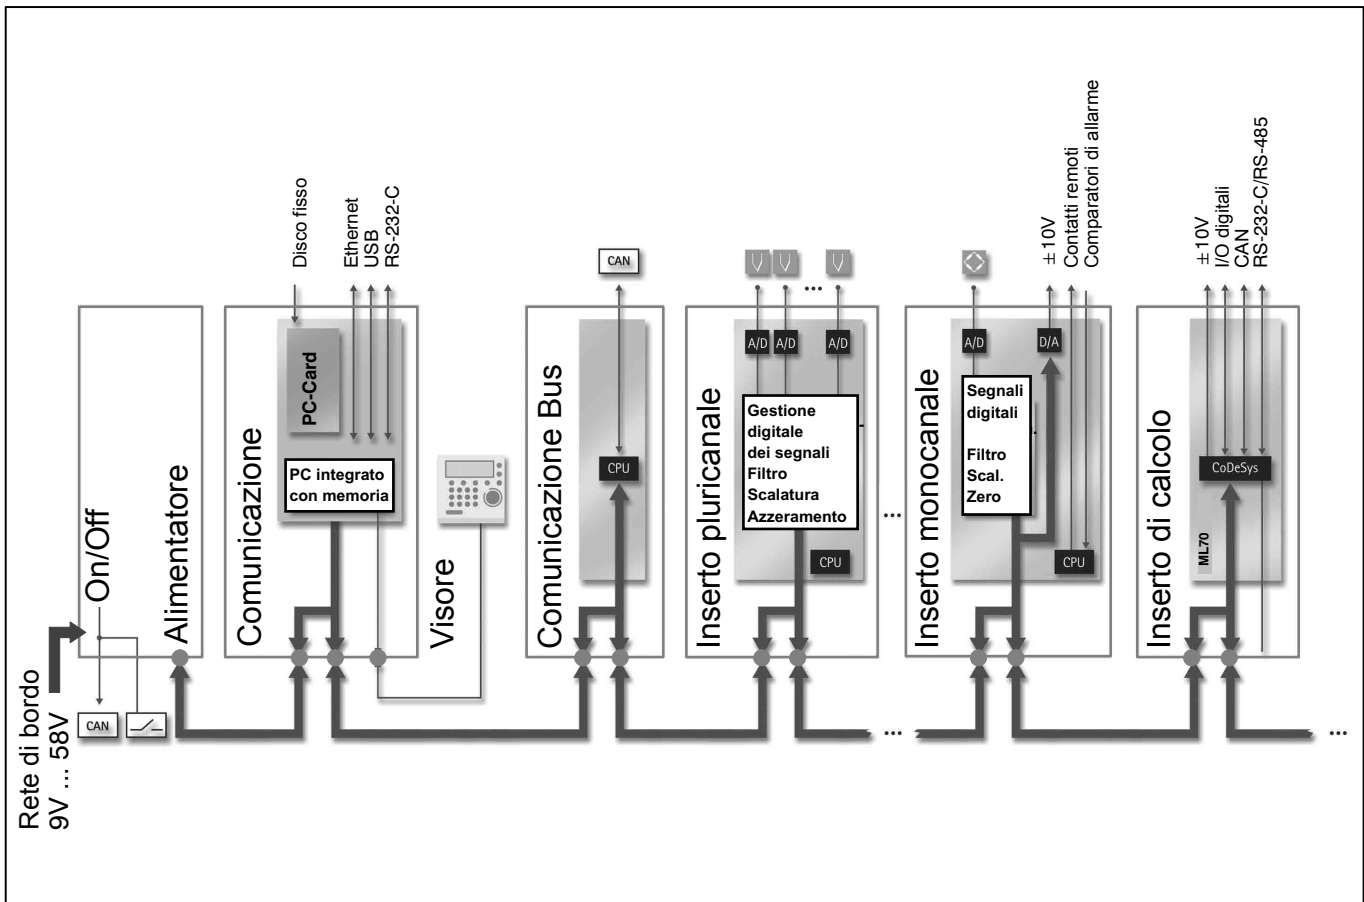 Rete di bordo
9V ... 58V
On/Off
CAN
Alimentatore
Disco fisso
Ethernet
USB
RS-232-C
PC-Card
PC integrato
con memoria
Comunicazione
Visore
CAN
CPU
Comunicazione Bus
A/D
A/D
...
A/D
Gestione
digitale
dei segnali
Filtro
Scalatura
Azzeramento
CPU
Inserto pluricanale
...
...
± 10V
Contatti remoti
Comparatori di allarme
A/D
D/A
Segnali
digitali
Filtro
Scal.
Zero
CPU
Inserto monocanale
± 10V
I/O digitali
CAN
RS-232-C/RS-485
CoDeSys
ML70
Inserto di calcolo
...